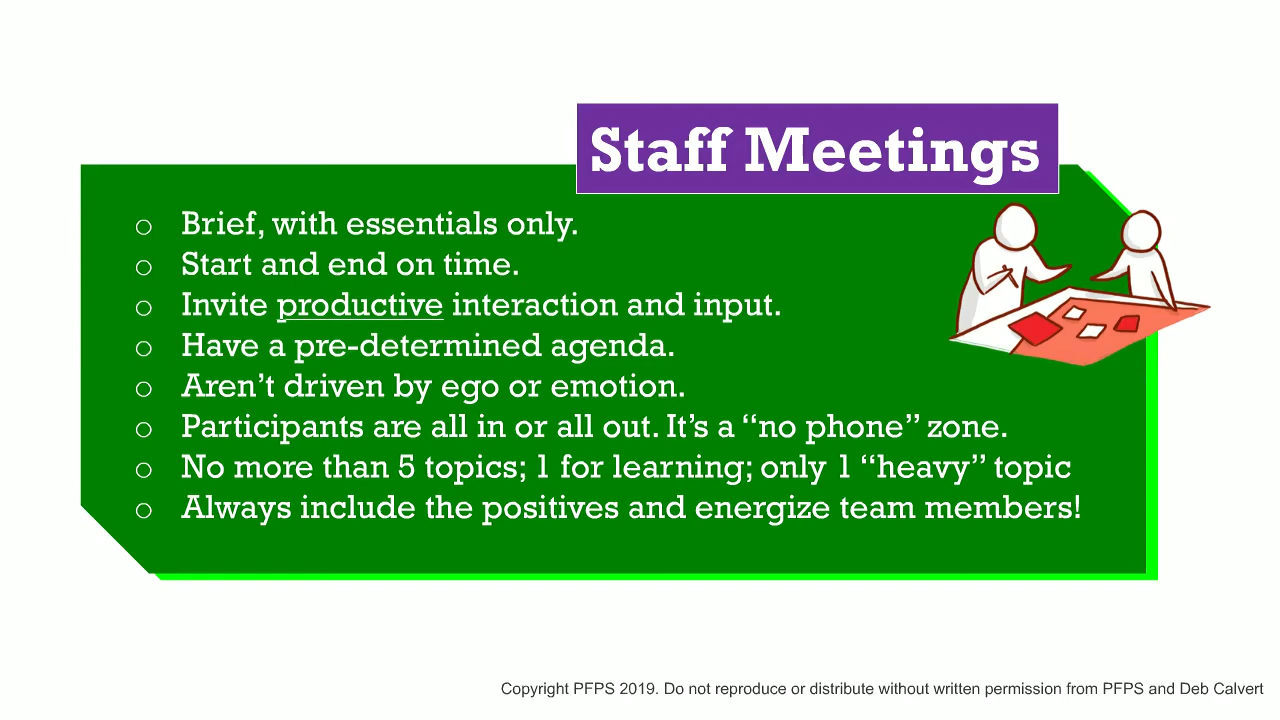 Staff Meetings
o Brief, with essentials only.
o Start and end on time.
o Invite productive interaction and input.
o Have a pre-determined agenda.
o Aren’t driven by ego or emotion.
o Participants are all in or all out. It’s a “no phone” zone.
o No more than 5 topics; 1 for learning; only 1 “heavy” topic
o Always include the positives and energize team members!
Copyright PFPS 2019. Do not reproduce or distribute without written permission from PFPS and Deb Calvert